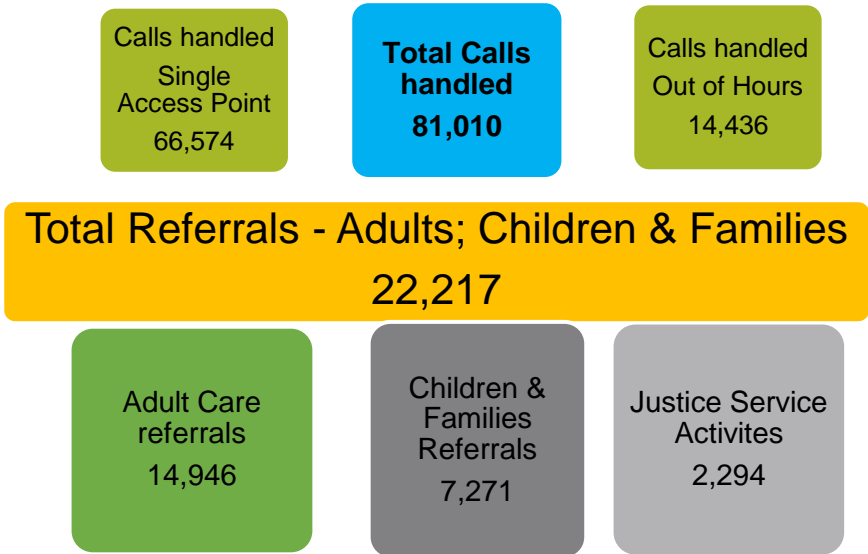 Calls handled
Single
Access Point
66,574
Total Calls
handled
81,010
Calls handled
Out of Hours
14,436
Total Referrals - Adults; Children & Families
22,217
Adult Care
referrals
14,946
Children &
Families
Referrals
7,271
Justice Service
Activites
2,294